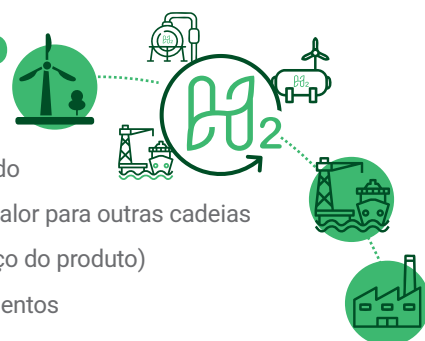 H2
do
alor para outras cadeias
ço do produto)
entos